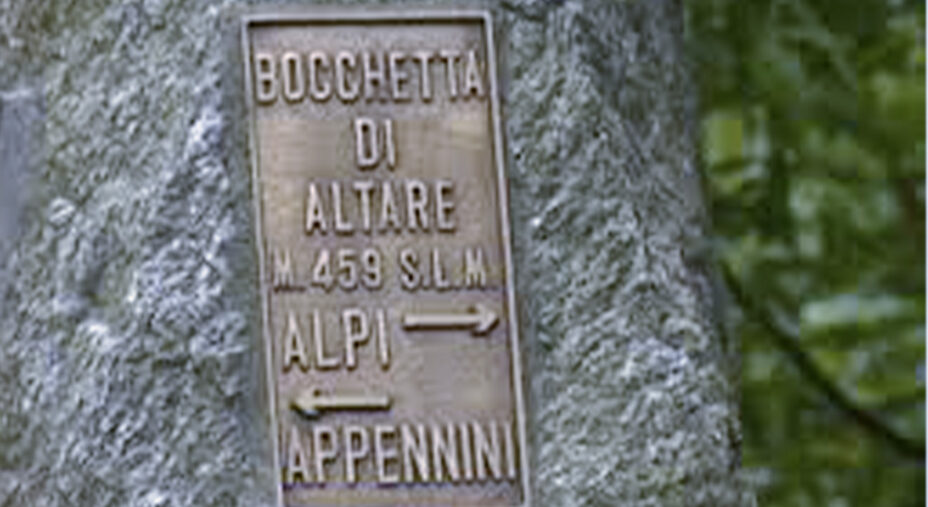 BOCCHETTA
DI
ALTARE
M. 459 S.L.M.
ALPI →
←
APPENNINI